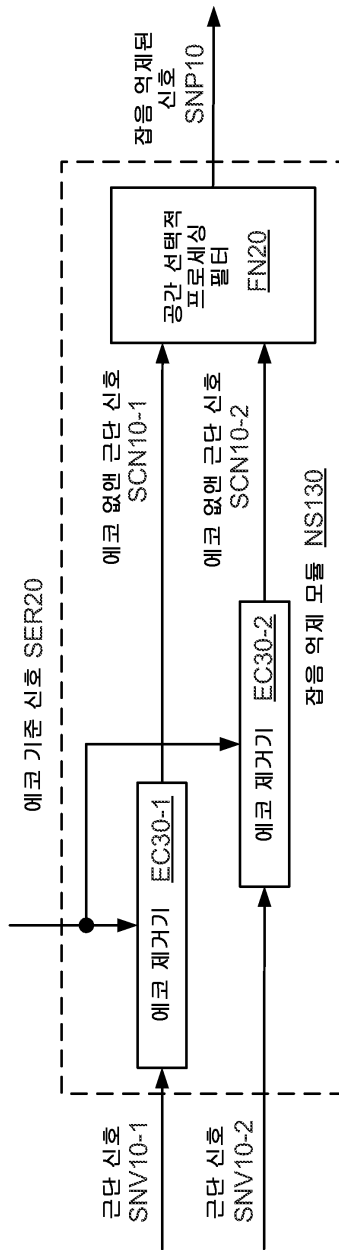 에코 기준 신호 SER20
근단 신호
SNV10-1
에코 제거기 EC30-1
에코 없앤 근단 신호
SCN10-1
근단 신호
SNV10-2
에코 제거기 EC30-2
에코 없앤 근단 신호
SCN10-2
공간 선택적
프로세싱
필터
FN20
잡음 억제된
신호
SNP10
잡음 억제 모듈 NS130